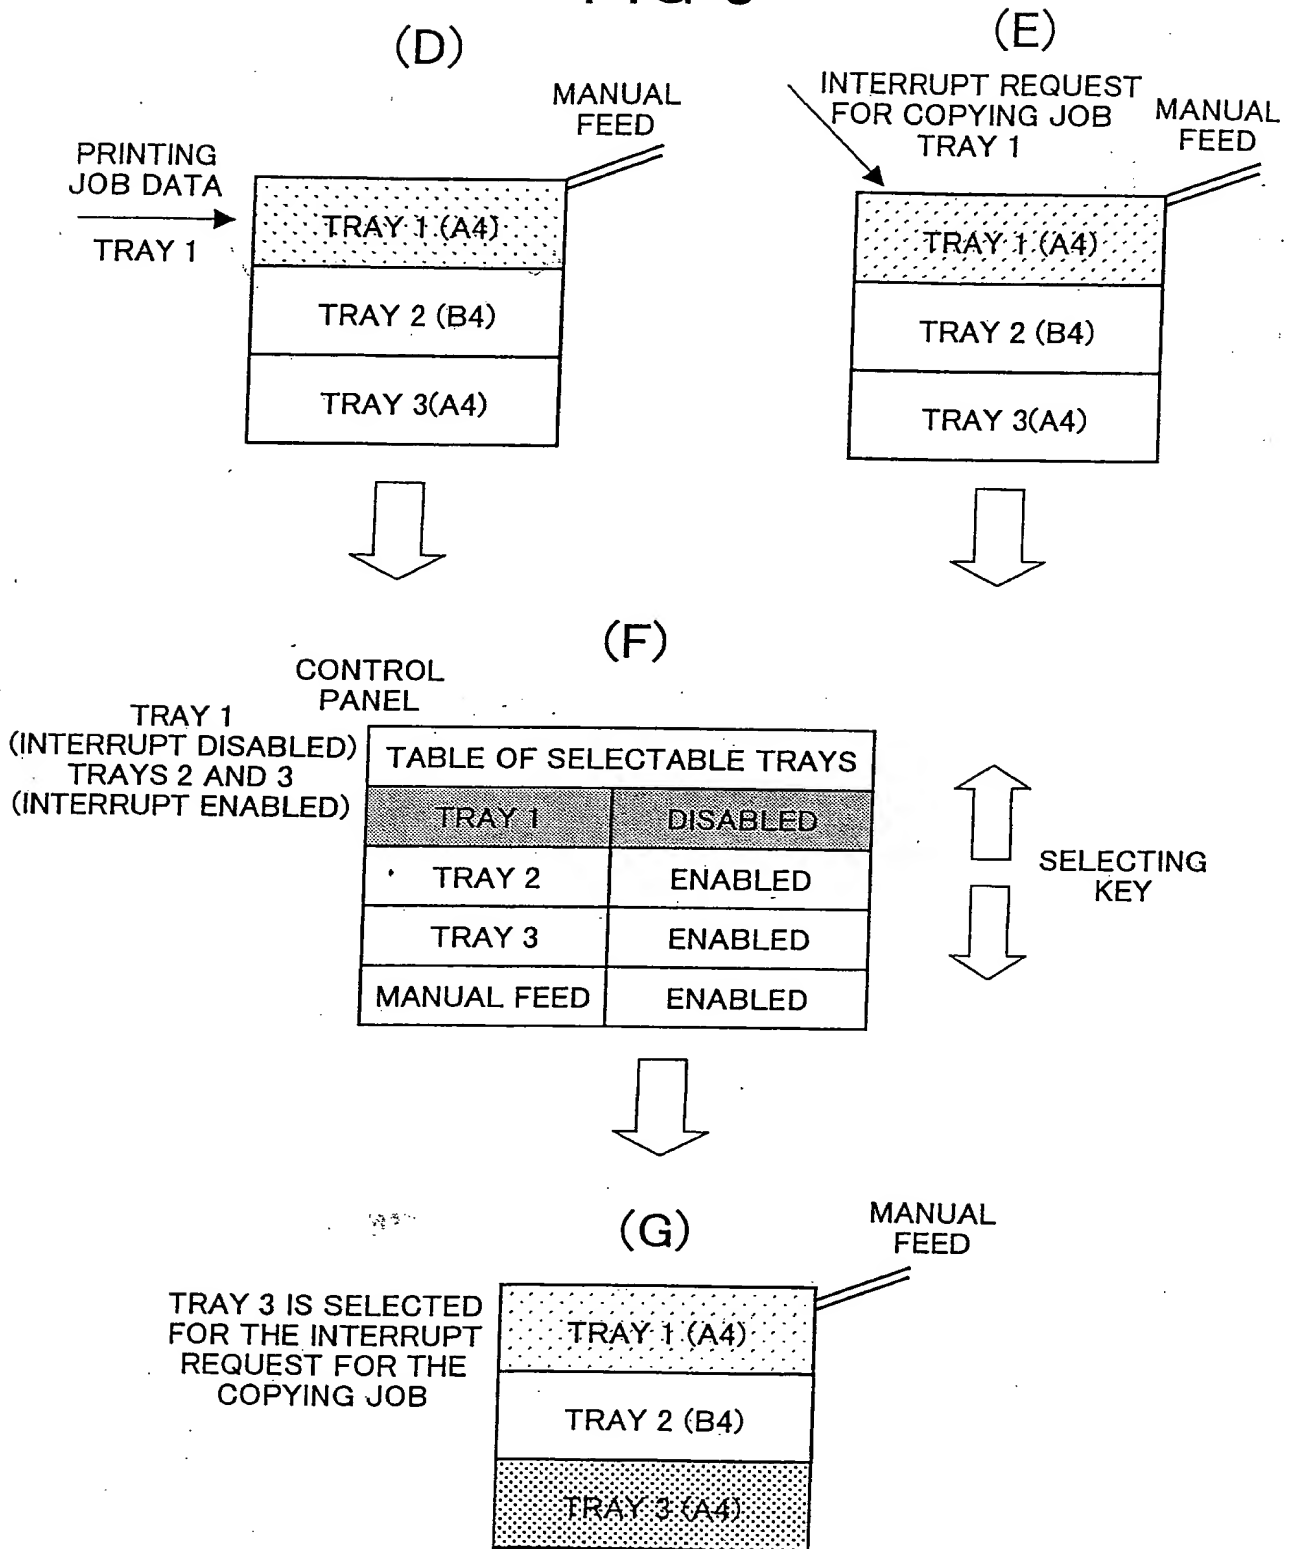 (D)
MANUAL
FEED
PRINTING
JOB DATA
TRAY 1
TRAY 1 (A4)
TRAY 2 (B4)
TRAY 3(A4)
(E)
INTERRUPT REQUEST
FOR COPYING JOB
TRAY 1
MANUAL
FEED
TRAY 1 (A4)
TRAY 2 (B4)
TRAY 3(A4)
(F)
CONTROL
PANEL
TRAY 1
(INTERRUPT DISABLED)
TRAYS 2 AND 3
(INTERRUPT ENABLED)
TABLE OF SELECTABLE TRAYS
TRAY 1 DISABLED
TRAY 2 ENABLED
TRAY 3 ENABLED
MANUAL FEED ENABLED
SELECTING
KEY
(G)
MANUAL
FEED
TRAY 3 IS SELECTED
FOR THE INTERRUPT
REQUEST FOR THE
COPYING JOB
TRAY 1 (A4)
TRAY 2 (B4)
TRAY 3 (A4)